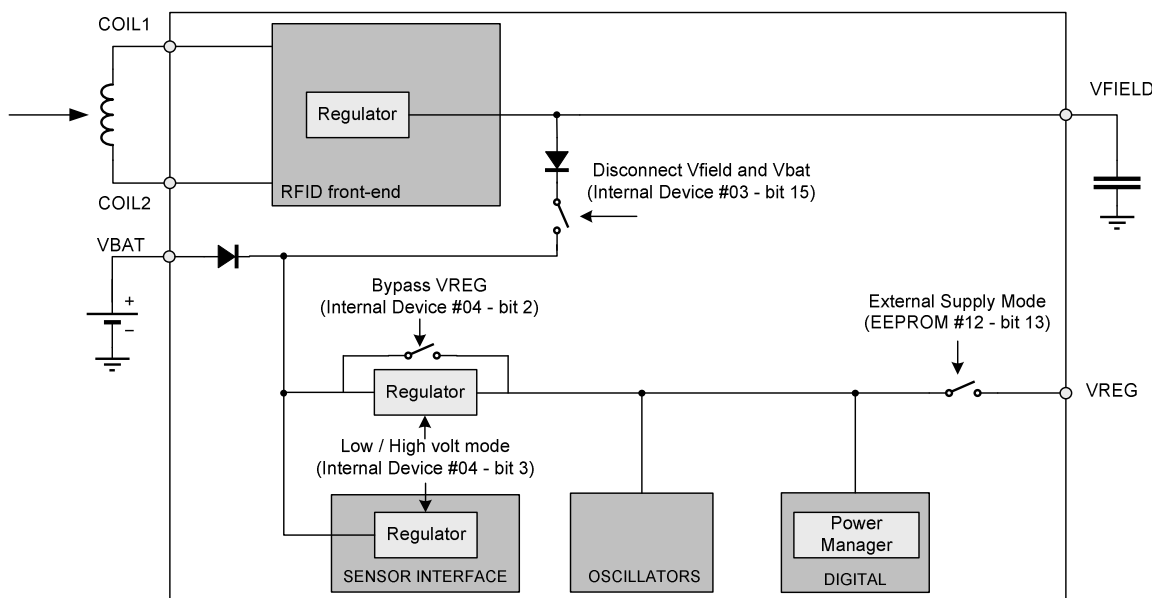 COIL1
COIL2
VBAT
+
–
Regulator
RFID front-end
VFIELD
Disconnect Vfield and Vbat
(Internal Device #03 - bit 15)
Bypass VREG
(Internal Device #04 - bit 2)
External Supply Mode
(EEPROM #12 - bit 13)
Regulator
VREG
Low / High volt mode
(Internal Device #04 - bit 3)
Regulator
SENSOR INTERFACE
OSCILLATORS
Power
Manager
DIGITAL